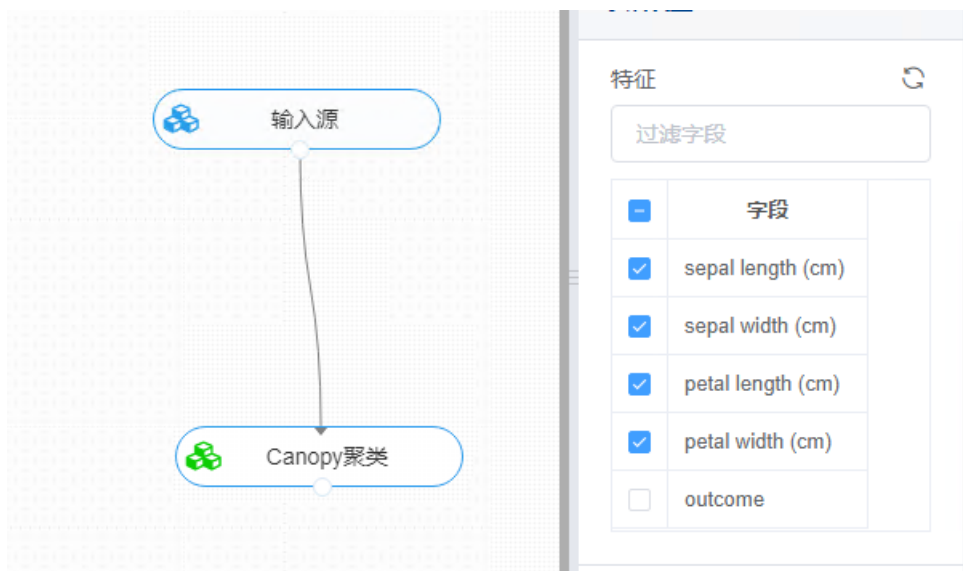 输入源
Canopy聚类
特征
过滤字段
字段
sepal length (cm)
sepal width (cm)
petal length (cm)
petal width (cm)
outcome